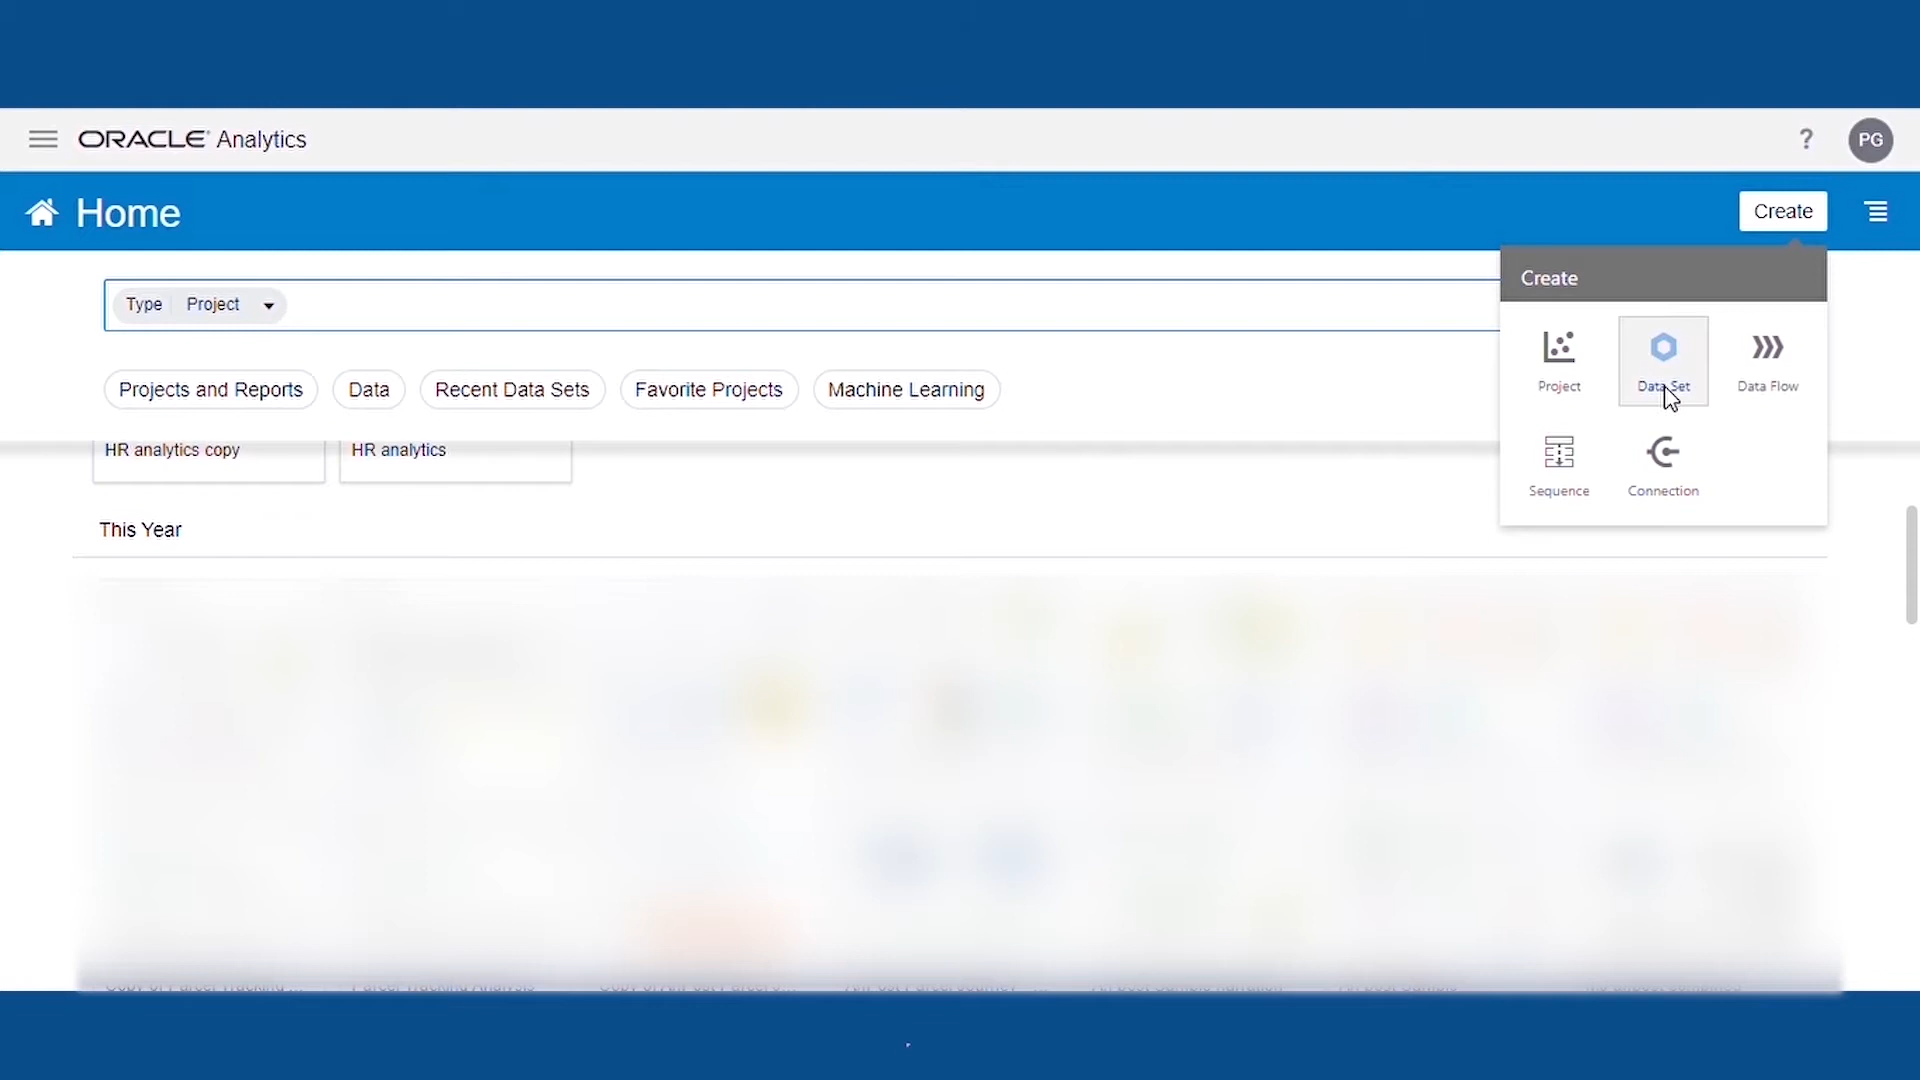 ORACLE Analytics
? PG
Home
Create
Create
Type Project
Project Data Set Data Flow
Projects and Reports Data Recent Data Sets Favorite Projects Machine Learning
HR analytics copy HR analytics
Sequence Connection
This Year